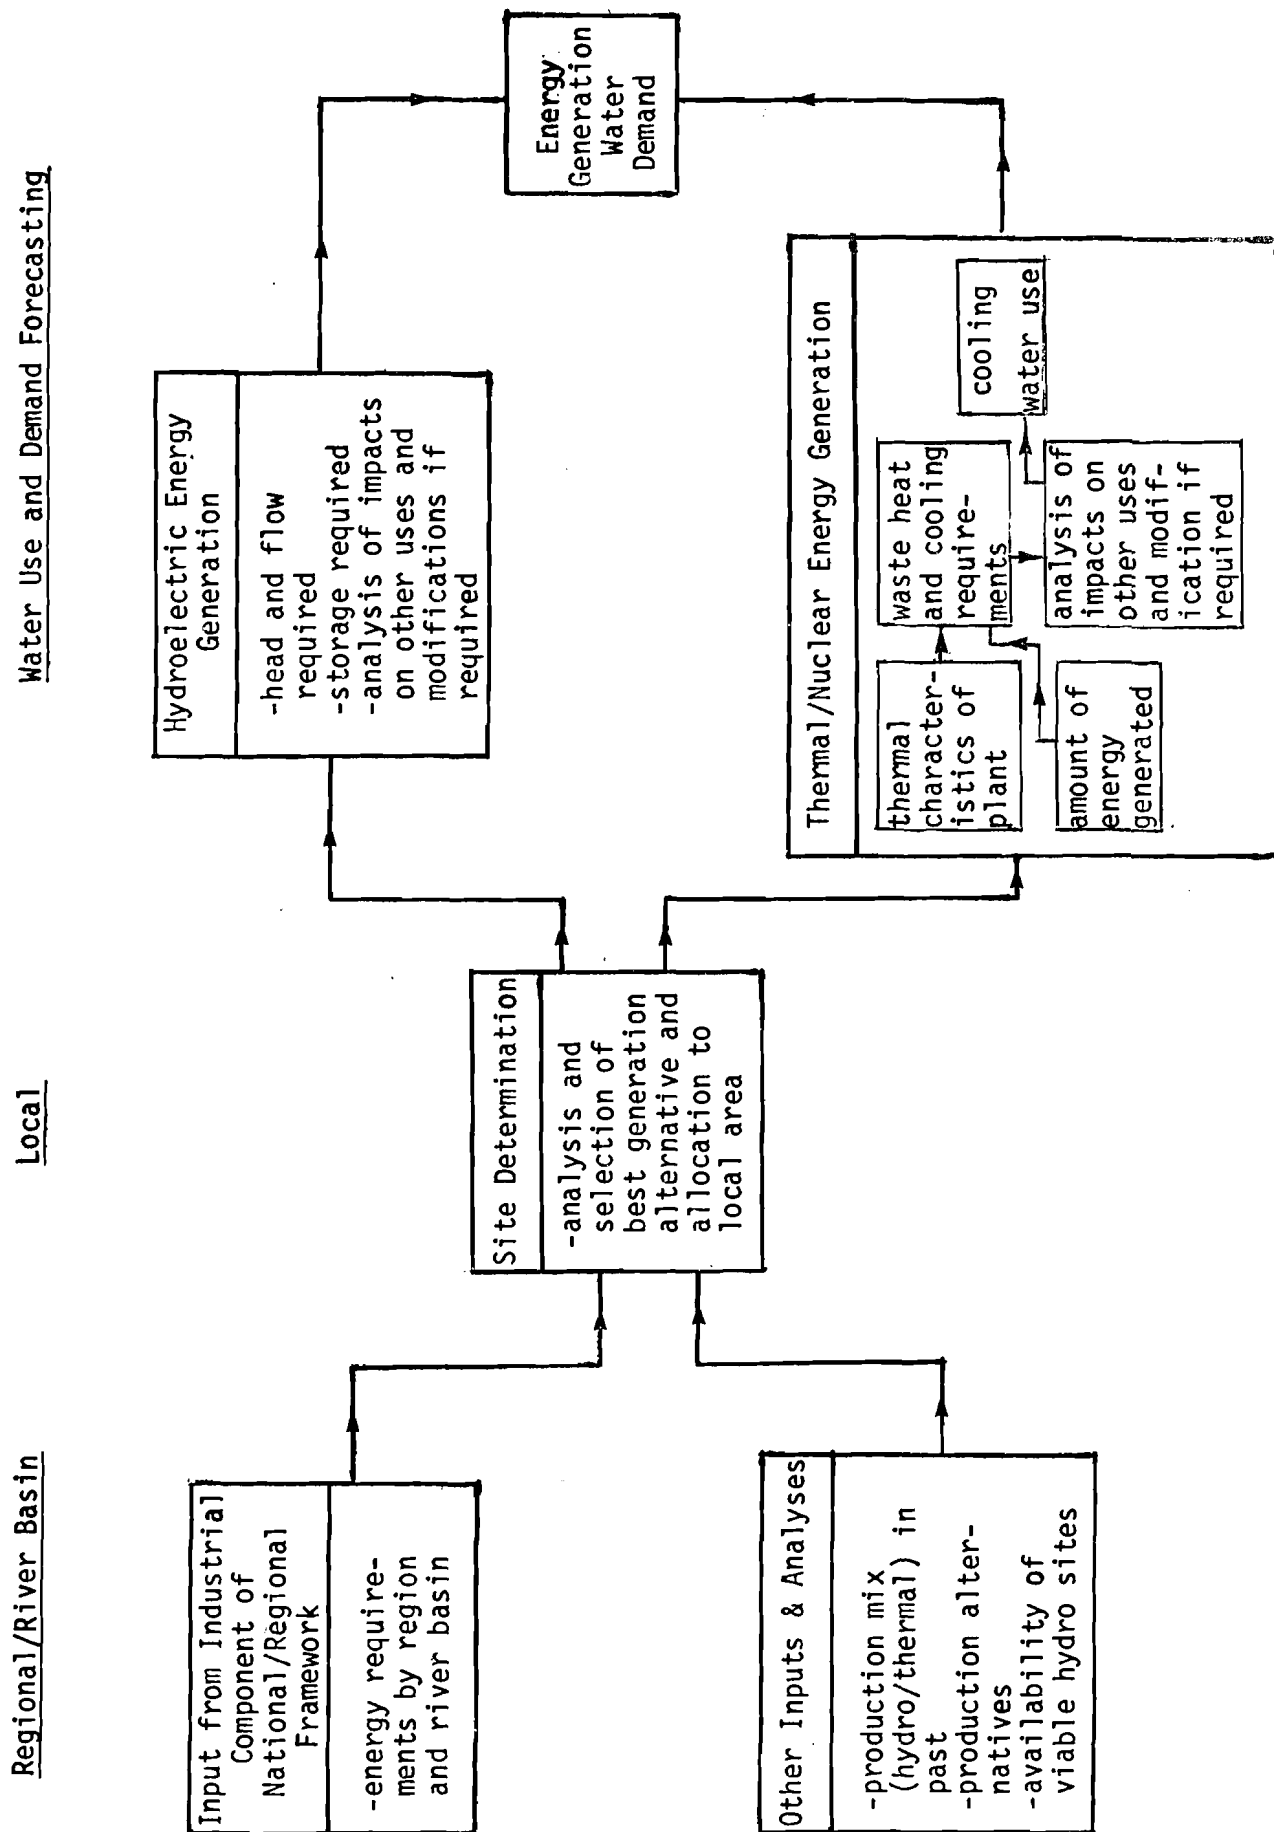 Regional/River Basin
Local
Water Use and Demand Forecasting
Input from Industrial
Component of
National/Regional
Framework
-energy require-
ments by region
and river basin
Other Inputs & Analyses
-production mix
(hydro/thermal) in
past
-production alter-
natives
-availability of
viable hydro sites
Site Determination
-analysis and
selection of
best generation
alternative and
allocation to
local area
Hydroelectric Energy
Generation
-head and flow
required
-storage required
-analysis of impacts
on other uses and
modifications if
required
Thermal/Nuclear Energy Generation
thermal
character-
istics of
plant
amount of
energy
generated
waste heat
and cooling
require-
ments
analysis of
impacts on
other uses
and modif-
ication if
required
cooling
water use
Energy
Generation
Water
Demand